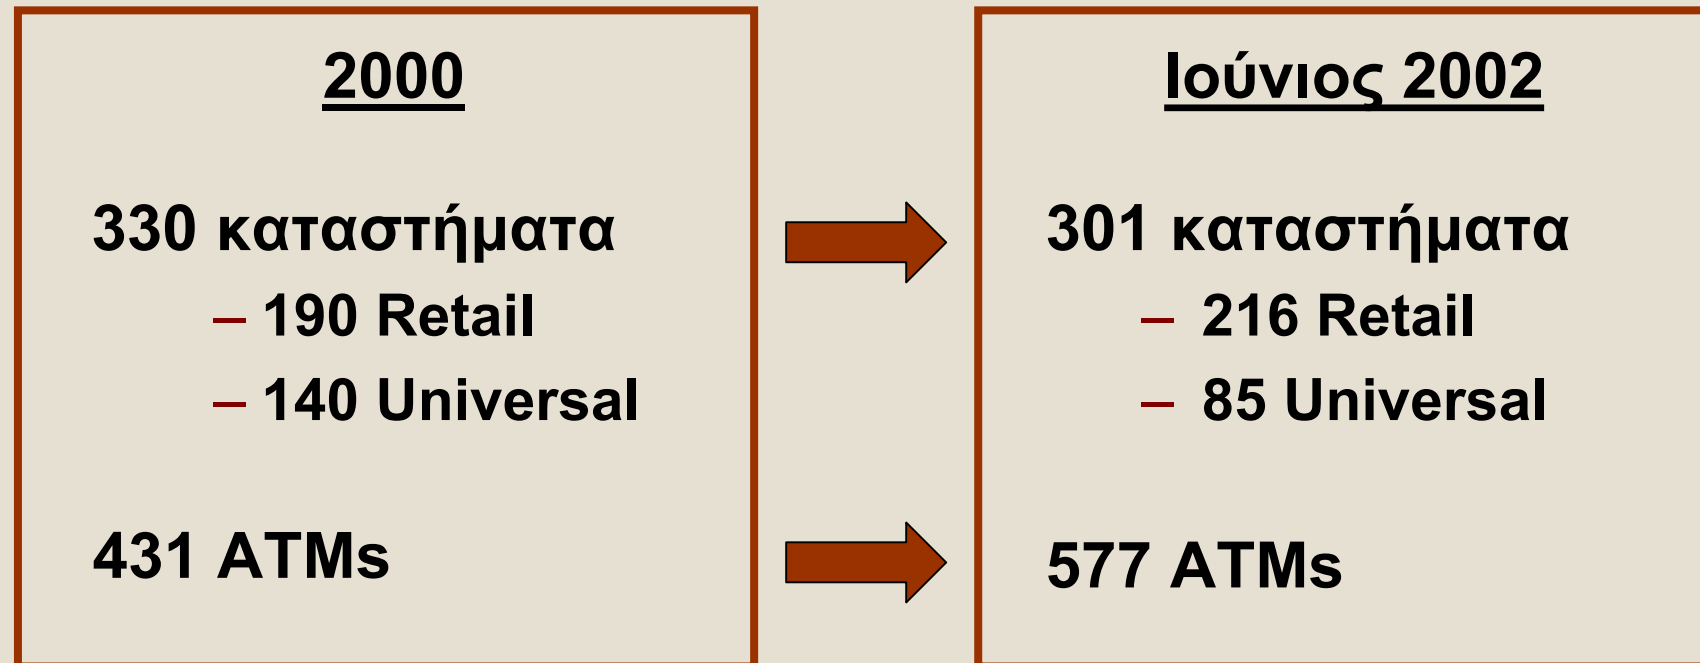 2000
330 καταστήματα
– 190 Retail
– 140 Universal
431 ATMs
Ιούνιος 2002
301 καταστήματα
– 216 Retail
– 85 Universal
577 ATMs